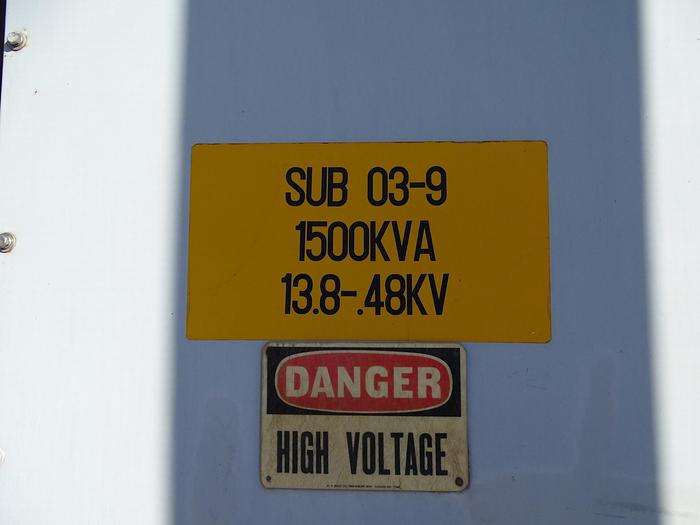 SUB 03-9
1500KVA
13.8-.48KV
DANGER
HIGH VOLTAGE